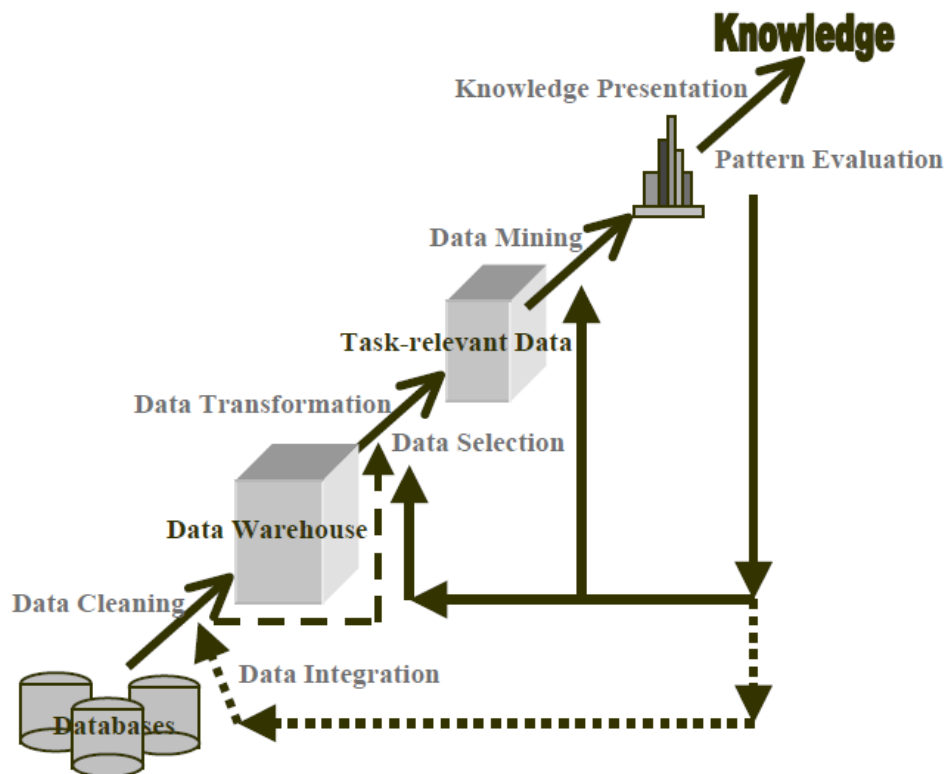 Knowledge
Knowledge Presentation
Pattern Evaluation
Data Mining
Task-relevant Data
Data Transformation
Data Selection
Data Warehouse
Data Cleaning
Data Integration
Databases